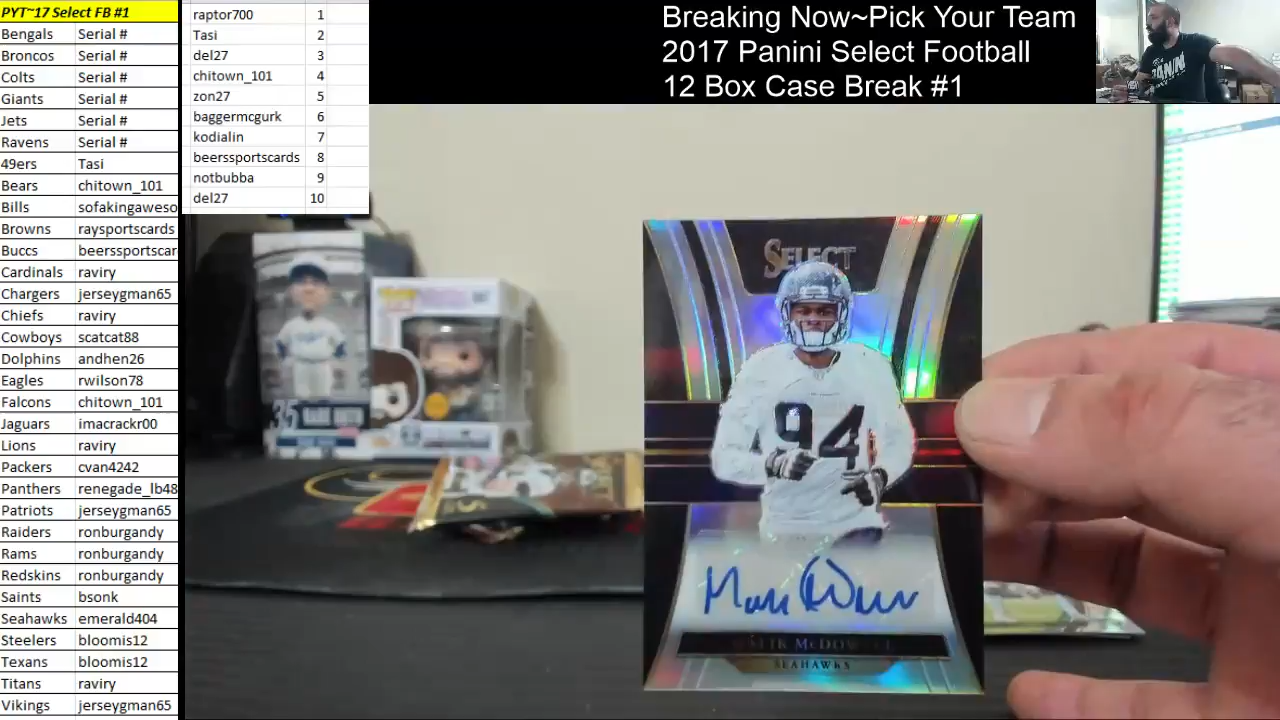 PYT~17 Select FB #1
Bengals Serial #
Broncos Serial #
Colts Serial #
Giants Serial #
Jets Serial #
Ravens Serial #
49ers Tasi
Bears chitown_101
Bills sofakingaweso
Browns raysportscards
Buccs beerssportscar
Cardinals raviry
Chargers jerseygman65
Chiefs raviry
Cowboys scatcat88
Dolphins andhen26
Eagles rwilson78
Falcons chitown_101
Jaguars imacrackr00
Lions raviry
Packers cvan4242
Panthers renegade_lb48
Patriots jerseygman65
Raiders ronburgandy
Rams ronburgandy
Redskins ronburgandy
Saints bsonk
Seahawks emerald404
Steelers bloomis12
Texans bloomis12
Titans raviry
Vikings jerseygman65
raptor700 1
Tasi 2
del27 3
chitown_101 4
zon27 5
baggermcgurk 6
kodialin 7
beerssportscards 8
notbubba 9
del27 10
Breaking Now~Pick Your Team
2017 Panini Select Football
12 Box Case Break #1
PANINI
SELECT
94
SEAHAWKS
35